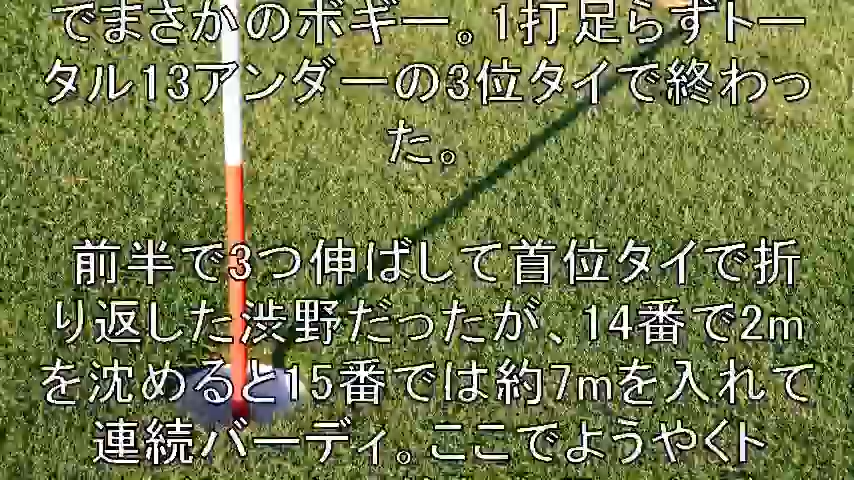 でまさかのボギー。1打足らずトー
タル13アンダーの3位タイで終わっ
た。
前半で3つ伸ばして首位タイで折
り返した渋野だったが、14番で2m
を沈めると15番では約7mを入れて
連続バーディ。ここでようやくト